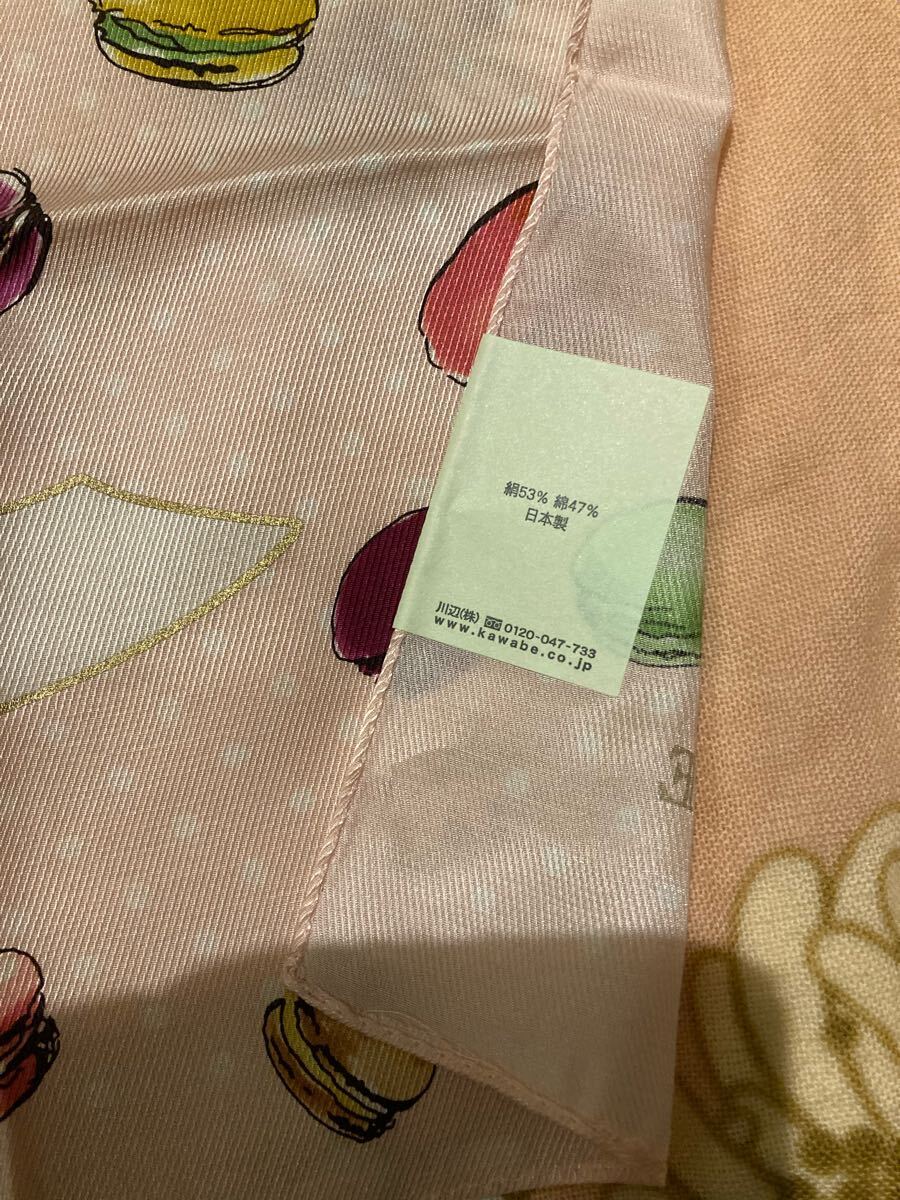 絹53% 綿47%
日本製
川辺(株) 0120-047-733
www.kawabe.co.jp